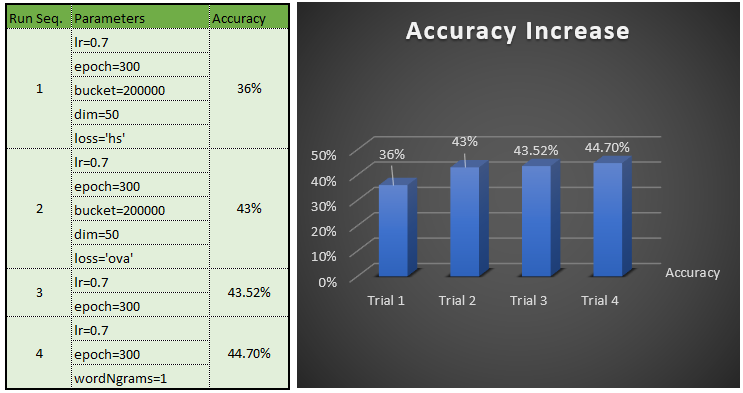 Run Seq. Parameters Accuracy
lr=0.7
epoch=300
1 bucket=200000 36%
dim=50
loss='hs'
lr=0.7
epoch=300
2 bucket=200000 43%
dim=50
loss='ova'
3 lr=0.7 43.52%
epoch=300
lr=0.7
4 epoch=300 44.70%
wordNgrams=1
Accuracy Increase
36% 43% 43.52% 44.70%
50%
40%
30%
20%
10%
0%
Accuracy
Trial 1 Trial 2 Trial 3 Trial 4